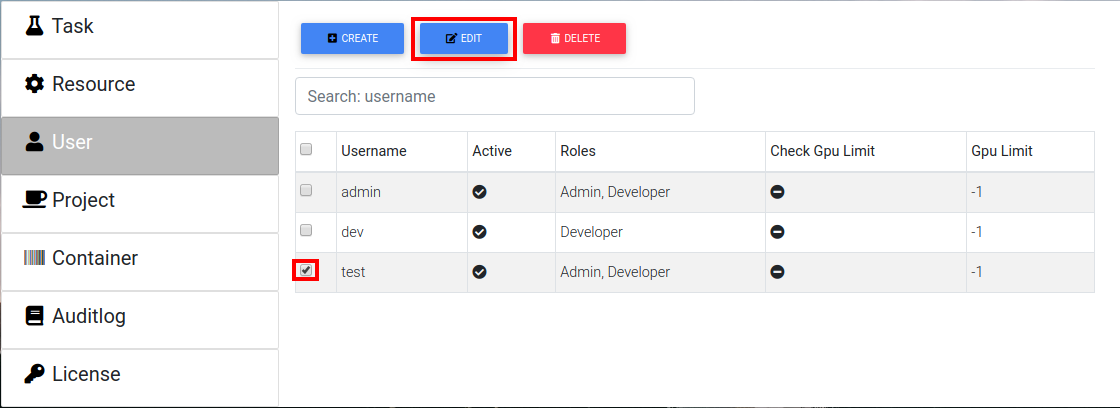 Task
Resource
User
Project
Container
Auditlog
License
CREATE EDIT DELETE
Search: username
Username Active Roles Check Gpu Limit Gpu Limit
admin Admin, Developer -1
dev Developer -1
test Admin, Developer -1